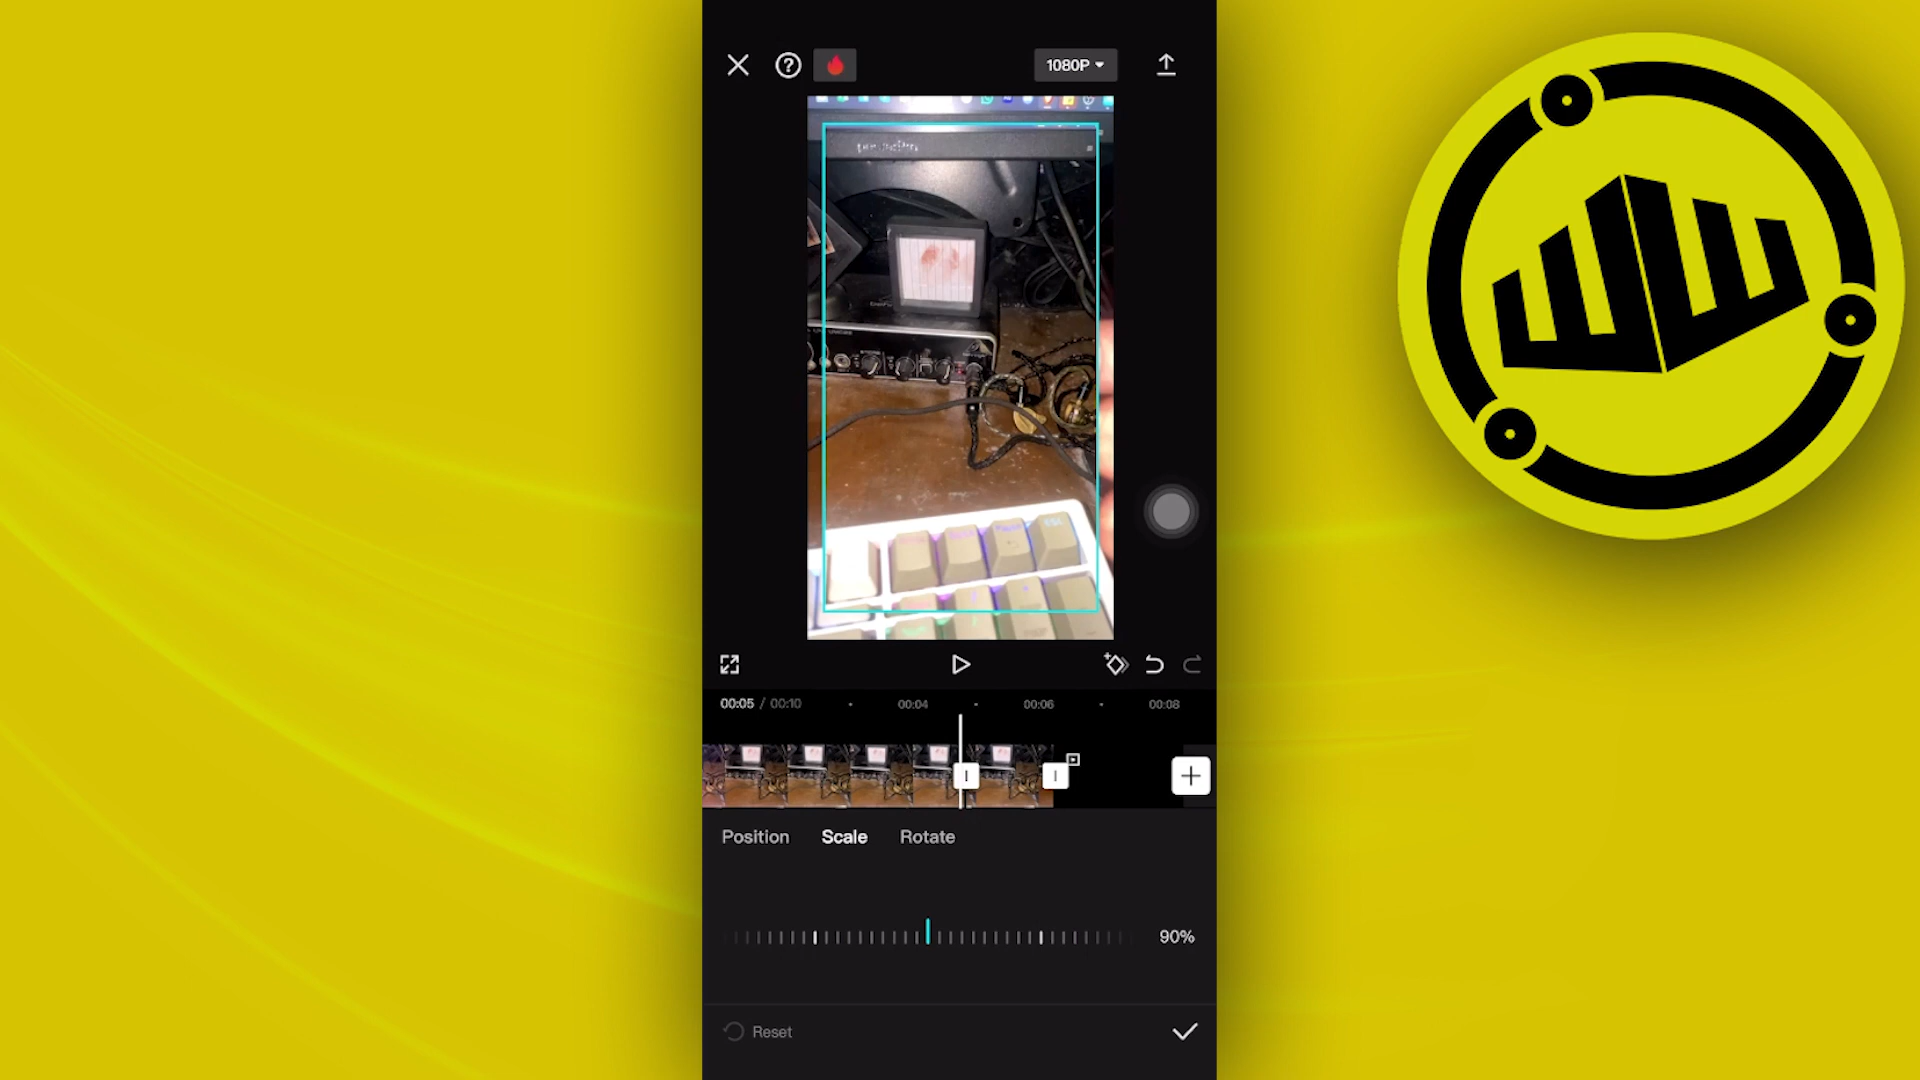 1080P
00:05 / 00:10
00:04
00:06
00:08
Position
Scale
Rotate
90%
Reset